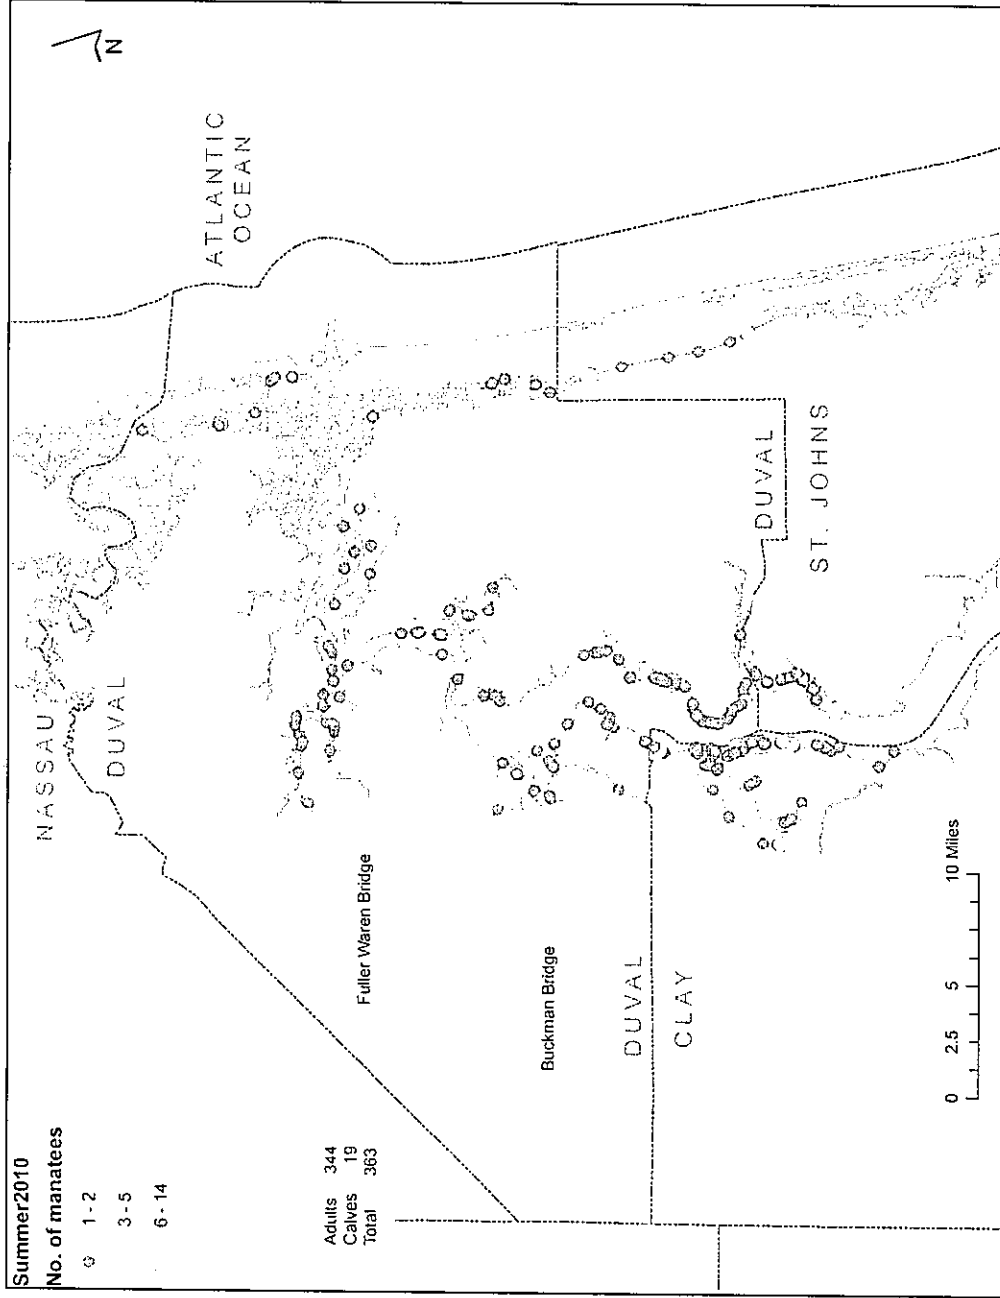 Summer2010
No. of manatees
1 - 2
3 - 5
6 - 14
Adults 344
Calves 19
Total 363
NASSAU
DUVAL
ATLANTIC
OCEAN
N
Fuller Waren Bridge
Buckman Bridge
DUVAL
CLAY
DUVAL
ST. JOHNS
0 2.5 5 10 Miles